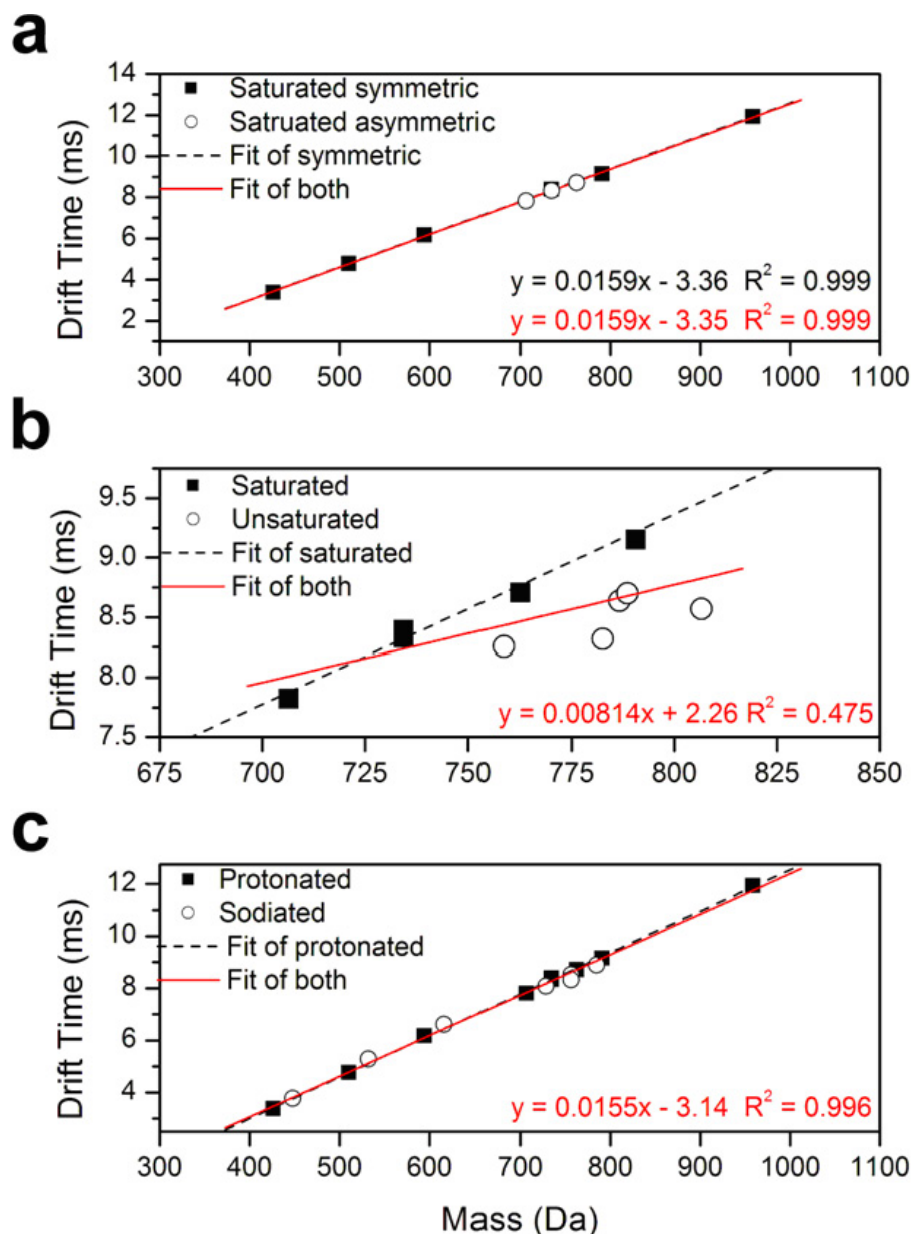 a
Drift Time (ms)
14
12
10
8
6
4
2
Saturated symmetric
Satruated asymmetric
Fit of symmetric
Fit of both
y = 0.0159x - 3.36 R² = 0.999
y = 0.0159x - 3.35 R² = 0.999
300 400 500 600 700 800 900 1000 1100
b
Drift Time (ms)
9.5
9.0
8.5
8.0
7.5
Saturated
Unsaturated
Fit of saturated
Fit of both
y = 0.00814x + 2.26 R² = 0.475
675 700 725 750 775 800 825 850
c
Drift Time (ms)
12
10
8
6
4
Protonated
Sodiated
Fit of protonated
Fit of both
y = 0.0155x - 3.14 R² = 0.996
300 400 500 600 700 800 900 1000 1100
Mass (Da)